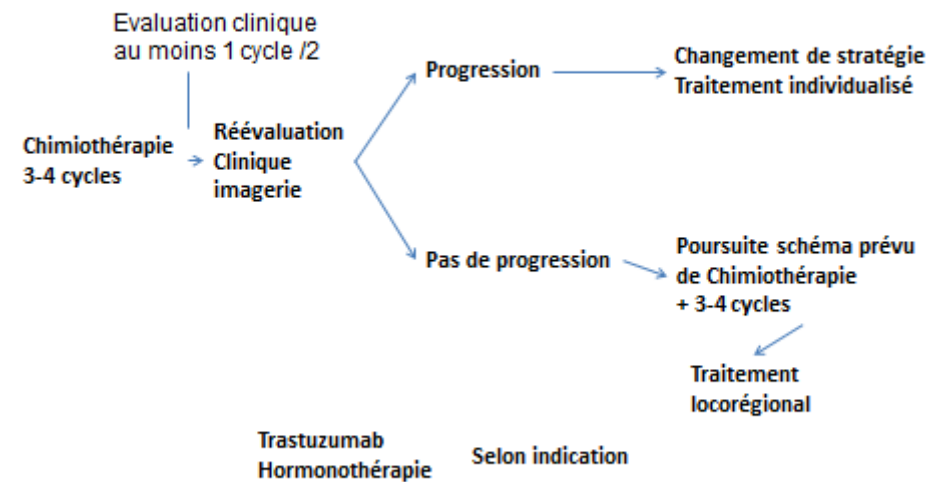 Evaluation clinique
au moins 1 cycle /2
Chimiothérapie
3-4 cycles
Réévaluation
Clinique
imagerie
Progression
Changement de stratégie
Traitement individualisé
Pas de progression
Poursuite schéma prévu
de Chimiothérapie
+ 3-4 cycles
Traitement
locorégional
Trastuzumab
Hormonothérapie
Selon indication